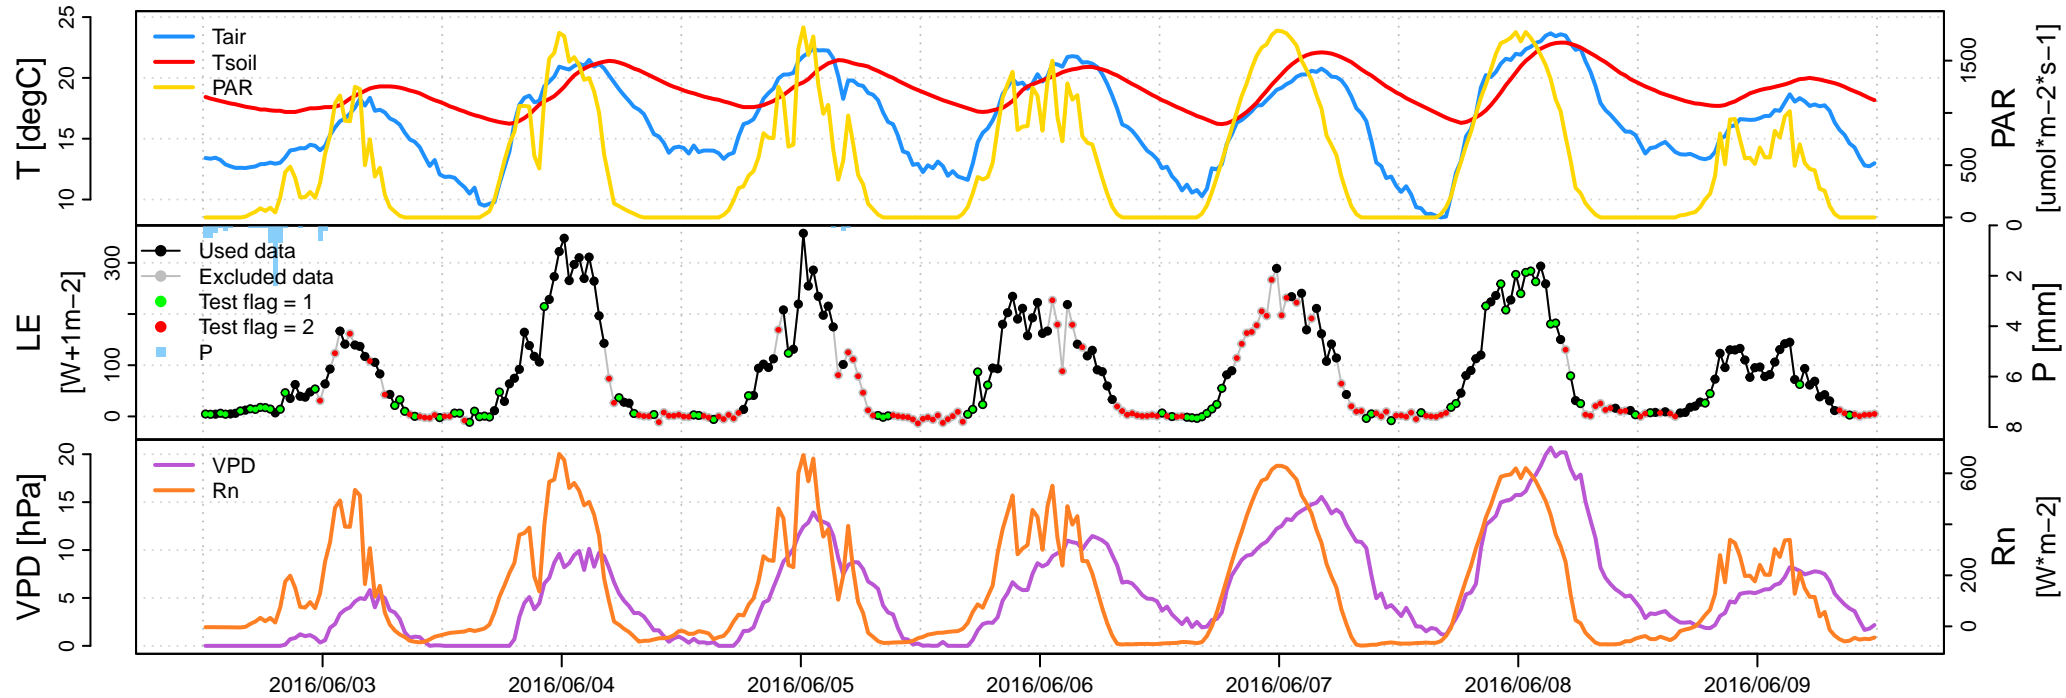 T [degC]
10 15 20 25
Tair
Tsoil
PAR
0 500 1500
PAR
[umol*m−2*s−1]
LE
[W+1m−2]
0 100 300
Used data
Excluded data
Test flag = 1
Test flag = 2
P
0 2 4 6 8
P [mm]
VPD [hPa]
0 5 10 15 20
VPD
Rn
0 200 600
Rn
[W*m−2]
2016/06/03 2016/06/04 2016/06/05 2016/06/06 2016/06/07 2016/06/08 2016/06/09